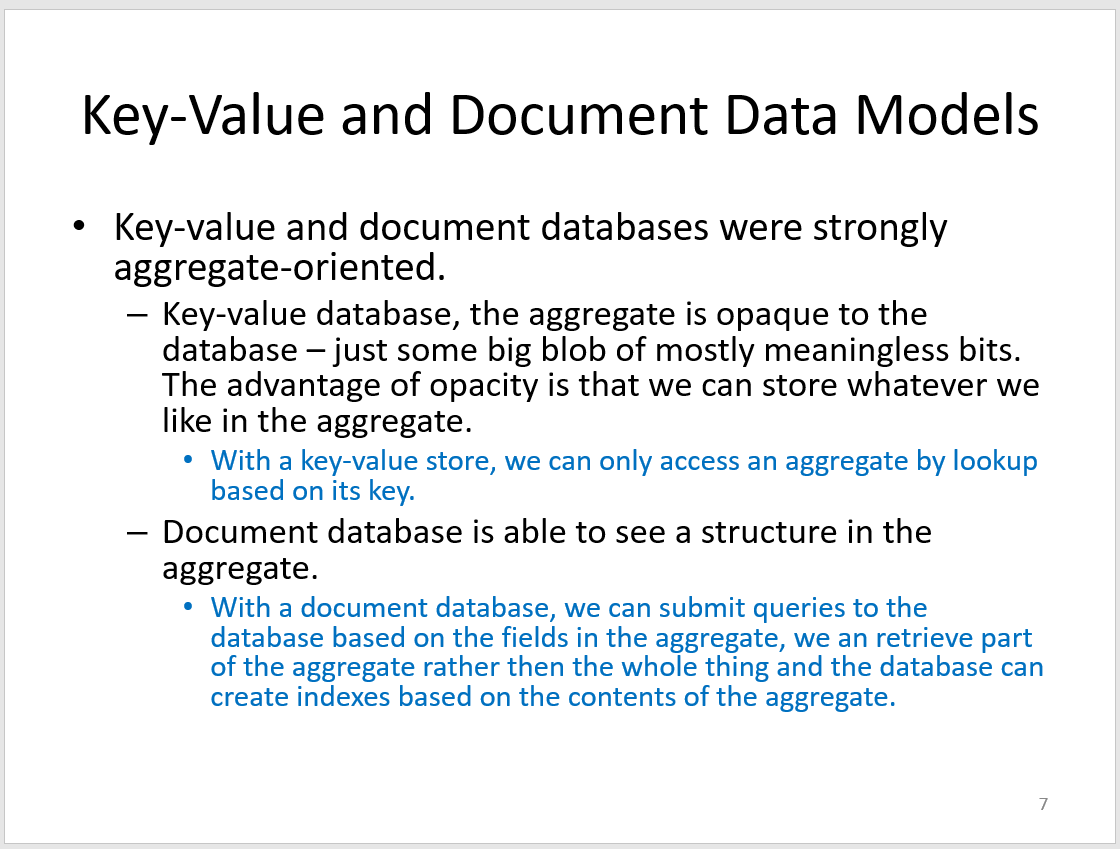 Key-Value and Document Data Models
• Key-value and document databases were strongly
aggregate-oriented.
– Key-value database, the aggregate is opaque to the
database – just some big blob of mostly meaningless bits.
The advantage of opacity is that we can store whatever we
like in the aggregate.
• With a key-value store, we can only access an aggregate by lookup
based on its key.
– Document database is able to see a structure in the
aggregate.
• With a document database, we can submit queries to the
database based on the fields in the aggregate, we an retrieve part
of the aggregate rather then the whole thing and the database can
create indexes based on the contents of the aggregate.
7